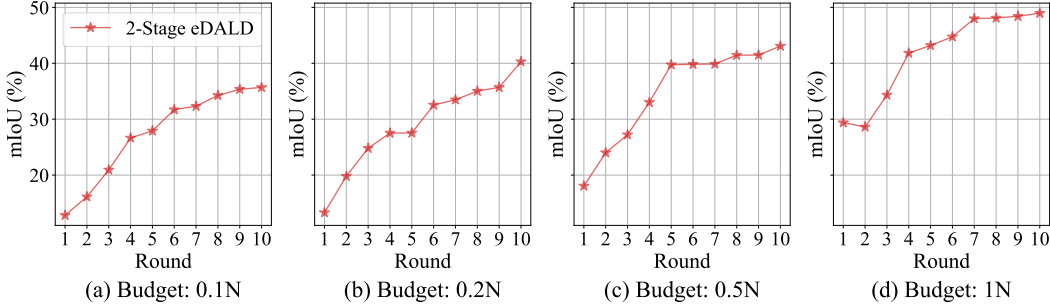 50
40
30
20
mIoU (%)
2-Stage eDALD
1 2 3 4 5 6 7 8 9 10
Round
(a) Budget: 0.1N
mIoU (%)
1 2 3 4 5 6 7 8 9 10
Round
(b) Budget: 0.2N
mIoU (%)
1 2 3 4 5 6 7 8 9 10
Round
(c) Budget: 0.5N
mIoU (%)
1 2 3 4 5 6 7 8 9 10
Round
(d) Budget: 1N